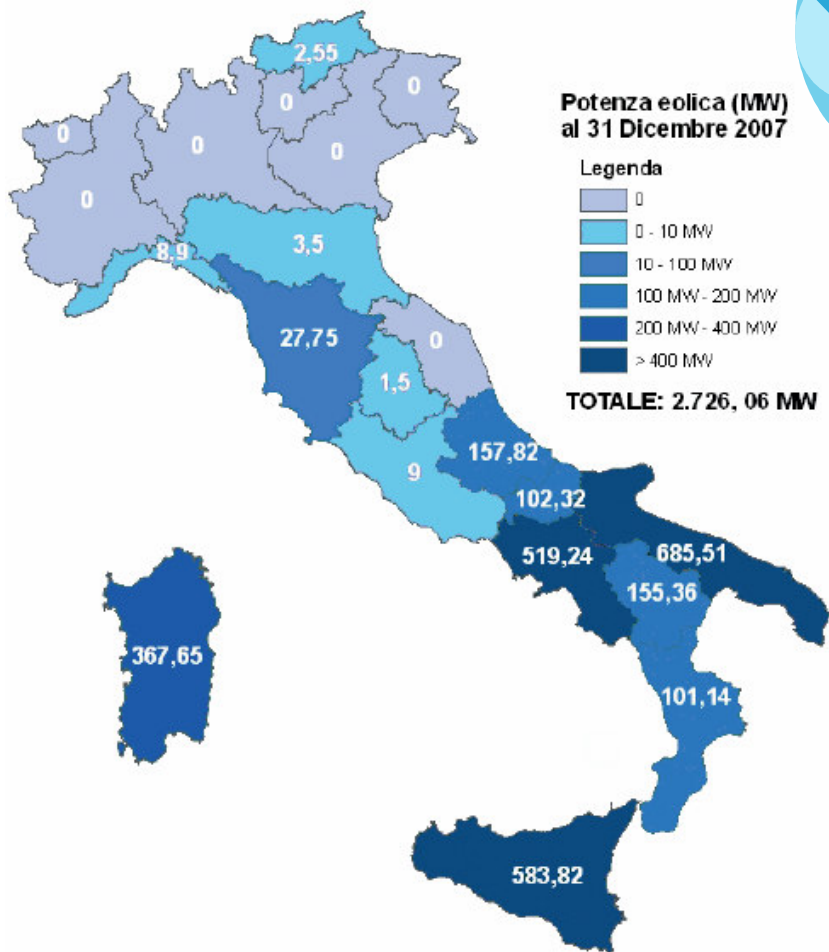 2,55
0
0
0
0
0
0
Potenza eolica (MW)
al 31 Dicembre 2007
Legenda
0
0 - 10 MW
10 - 100 MW
100 MW - 200 MW
200 MW - 400 MW
> 400 MW
TOTALE: 2.726, 06 MW
8,9
3,5
27,75
0
1,5
9
157,82
102,32
519,24
685,51
155,36
367,65
101,14
583,82